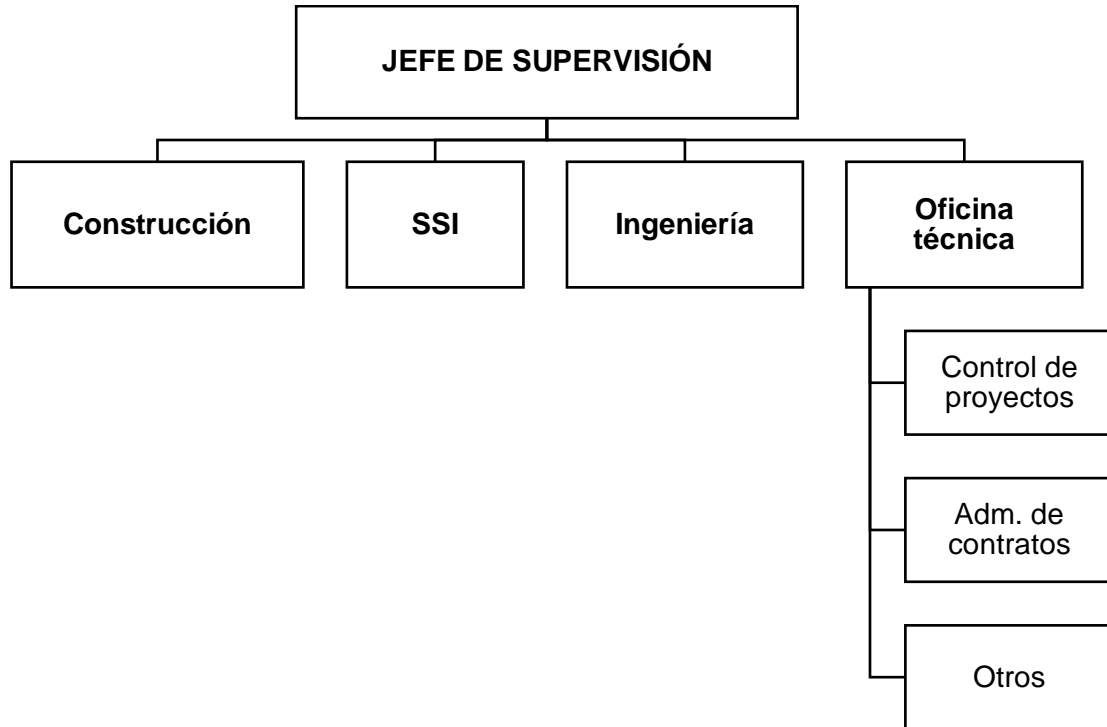 JEFE DE SUPERVISIÓN
Construcción
SSI
Ingeniería
Oficina
técnica
Control de
proyectos
Adm. de
contratos
Otros